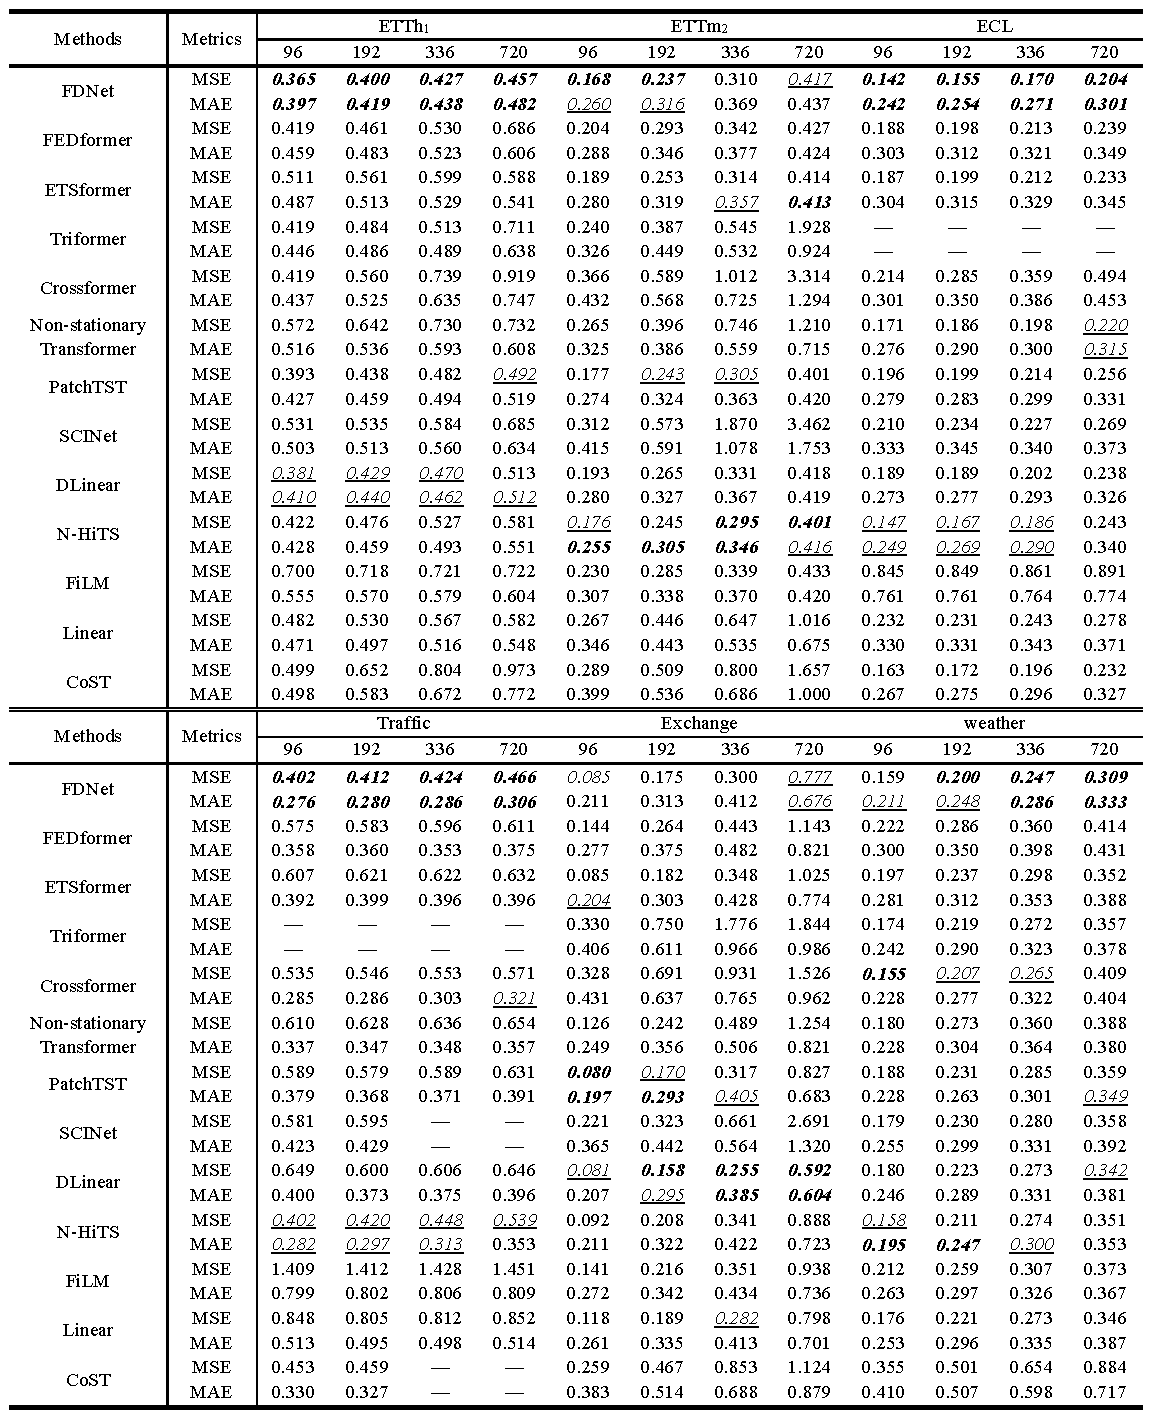 Methods Metrics ETTh1 ETTm2 ECL
96 192 336 720 96 192 336 720 96 192 336 720
FDNet MSE 0.365 0.400 0.427 0.457 0.168 0.237 0.310 0.417 0.142 0.155 0.170 0.204
MAE 0.397 0.419 0.438 0.482 0.260 0.316 0.369 0.437 0.242 0.254 0.271 0.301
FEDformer MSE 0.419 0.461 0.530 0.686 0.204 0.293 0.342 0.427 0.188 0.198 0.213 0.239
MAE 0.459 0.483 0.523 0.606 0.288 0.346 0.377 0.424 0.303 0.312 0.321 0.349
ETSformer MSE 0.511 0.561 0.599 0.588 0.189 0.253 0.314 0.414 0.187 0.199 0.212 0.233
MAE 0.487 0.513 0.529 0.541 0.280 0.319 0.357 0.413 0.304 0.315 0.329 0.345
Triformer MSE 0.419 0.484 0.513 0.711 0.240 0.387 0.545 1.928 — — — —
MAE 0.446 0.486 0.489 0.638 0.326 0.449 0.532 0.924 — — — —
Crossformer MSE 0.419 0.560 0.739 0.919 0.366 0.589 1.012 3.314 0.214 0.285 0.359 0.494
MAE 0.437 0.525 0.635 0.747 0.432 0.568 0.725 1.294 0.301 0.350 0.386 0.453
Non-stationary MSE 0.572 0.642 0.730 0.732 0.265 0.396 0.746 1.210 0.171 0.186 0.198 0.220
Transformer MAE 0.516 0.536 0.593 0.608 0.325 0.386 0.559 0.715 0.276 0.290 0.300 0.315
PatchTST MSE 0.393 0.438 0.482 0.492 0.177 0.243 0.305 0.401 0.196 0.199 0.214 0.256
MAE 0.427 0.459 0.494 0.519 0.274 0.324 0.363 0.420 0.279 0.283 0.299 0.331
SCINet MSE 0.531 0.535 0.584 0.685 0.312 0.573 1.870 3.462 0.210 0.234 0.227 0.269
MAE 0.503 0.513 0.560 0.634 0.415 0.591 1.078 1.753 0.333 0.345 0.340 0.373
DLinear MSE 0.381 0.429 0.470 0.513 0.193 0.265 0.331 0.418 0.189 0.189 0.202 0.238
MAE 0.410 0.440 0.462 0.512 0.280 0.327 0.367 0.419 0.273 0.277 0.293 0.326
N-HiTS MSE 0.422 0.476 0.527 0.581 0.176 0.245 0.295 0.401 0.147 0.167 0.186 0.243
MAE 0.428 0.459 0.493 0.551 0.255 0.305 0.346 0.416 0.249 0.269 0.290 0.340
FiLM MSE 0.700 0.718 0.721 0.722 0.230 0.285 0.339 0.433 0.845 0.849 0.861 0.891
MAE 0.555 0.570 0.579 0.604 0.307 0.338 0.370 0.420 0.761 0.761 0.764 0.774
Linear MSE 0.482 0.530 0.567 0.582 0.267 0.446 0.647 1.016 0.232 0.231 0.243 0.278
MAE 0.471 0.497 0.516 0.548 0.346 0.443 0.535 0.675 0.330 0.331 0.343 0.371
CoST MSE 0.499 0.652 0.804 0.973 0.289 0.509 0.800 1.657 0.163 0.172 0.196 0.232
MAE 0.498 0.583 0.672 0.772 0.399 0.536 0.686 1.000 0.267 0.275 0.296 0.327
Methods Metrics Traffic Exchange weather
96 192 336 720 96 192 336 720 96 192 336 720
FDNet MSE 0.402 0.412 0.424 0.466 0.085 0.175 0.300 0.777 0.159 0.200 0.247 0.309
MAE 0.276 0.280 0.286 0.306 0.211 0.313 0.412 0.676 0.211 0.248 0.286 0.333
FEDformer MSE 0.575 0.583 0.596 0.611 0.144 0.264 0.443 1.143 0.222 0.286 0.360 0.414
MAE 0.358 0.360 0.353 0.375 0.277 0.375 0.482 0.821 0.300 0.350 0.398 0.431
ETSformer MSE 0.607 0.621 0.622 0.632 0.085 0.182 0.348 1.025 0.197 0.237 0.298 0.352
MAE 0.392 0.399 0.396 0.396 0.204 0.303 0.428 0.774 0.281 0.312 0.353 0.388
Triformer MSE — — — — 0.330 0.750 1.776 1.844 0.174 0.219 0.272 0.357
MAE — — — — 0.406 0.611 0.966 0.986 0.242 0.290 0.323 0.378
Crossformer MSE 0.535 0.546 0.553 0.571 0.328 0.691 0.931 1.526 0.155 0.207 0.265 0.409
MAE 0.285 0.286 0.303 0.321 0.431 0.637 0.765 0.962 0.228 0.277 0.322 0.404
Non-stationary MSE 0.610 0.628 0.636 0.654 0.126 0.242 0.489 1.254 0.180 0.273 0.360 0.388
Transformer MAE 0.337 0.347 0.348 0.357 0.249 0.356 0.506 0.821 0.228 0.304 0.364 0.380
PatchTST MSE 0.589 0.579 0.589 0.631 0.080 0.170 0.317 0.827 0.188 0.231 0.285 0.359
MAE 0.379 0.368 0.371 0.391 0.197 0.293 0.405 0.683 0.228 0.263 0.301 0.349
SCINet MSE 0.581 0.595 — — 0.221 0.323 0.661 2.691 0.179 0.230 0.280 0.358
MAE 0.423 0.429 — — 0.365 0.442 0.564 1.320 0.255 0.299 0.331 0.392
DLinear MSE 0.649 0.600 0.606 0.646 0.081 0.158 0.255 0.592 0.180 0.223 0.273 0.342
MAE 0.400 0.373 0.375 0.396 0.207 0.295 0.385 0.604 0.246 0.289 0.331 0.381
N-HiTS MSE 0.402 0.420 0.448 0.539 0.092 0.208 0.341 0.888 0.158 0.211 0.274 0.351
MAE 0.282 0.297 0.313 0.353 0.211 0.322 0.422 0.723 0.195 0.247 0.300 0.353
FiLM MSE 1.409 1.412 1.428 1.451 0.141 0.216 0.351 0.938 0.212 0.259 0.307 0.373
MAE 0.799 0.802 0.806 0.809 0.272 0.342 0.434 0.736 0.263 0.297 0.326 0.367
Linear MSE 0.848 0.805 0.812 0.852 0.118 0.189 0.282 0.798 0.176 0.221 0.273 0.346
MAE 0.513 0.495 0.498 0.514 0.261 0.335 0.413 0.701 0.253 0.296 0.335 0.387
CoST MSE 0.453 0.459 — — 0.259 0.467 0.853 1.124 0.355 0.501 0.654 0.884
MAE 0.330 0.327 — — 0.383 0.514 0.688 0.879 0.410 0.507 0.598 0.717